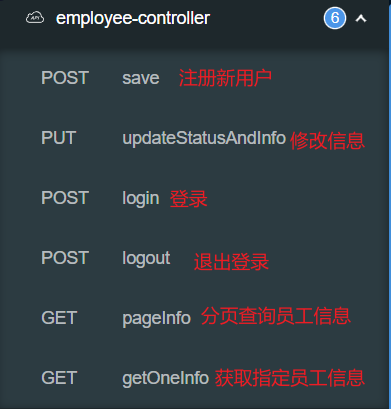 API employee-controller 6
POST save 注册新用户
PUT updateStatusAndInfo 修改信息
POST login 登录
POST logout 退出登录
GET pageInfo 分页查询员工信息
GET getOneInfo 获取指定员工信息